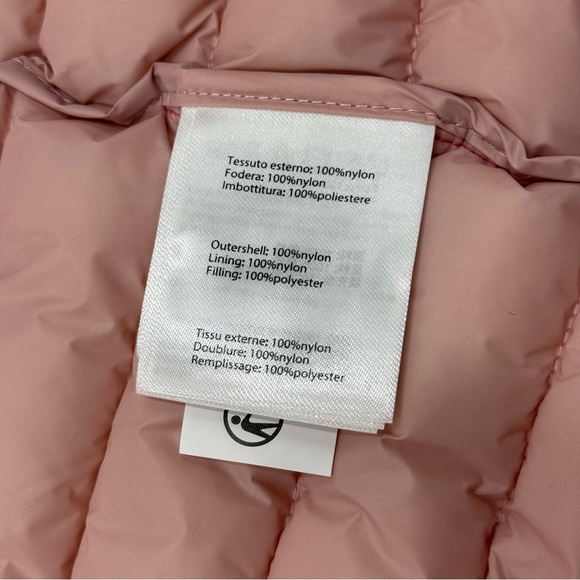 Tessuto esterno: 100%nylon
Fodera: 100%nylon
Imbottitura: 100%poliestere
Outershell: 100%nylon
Lining: 100%nylon
Filling: 100%polyester
Tissu externe: 100%nylon
Doublure: 100%nylon
Remplissage: 100%polyester